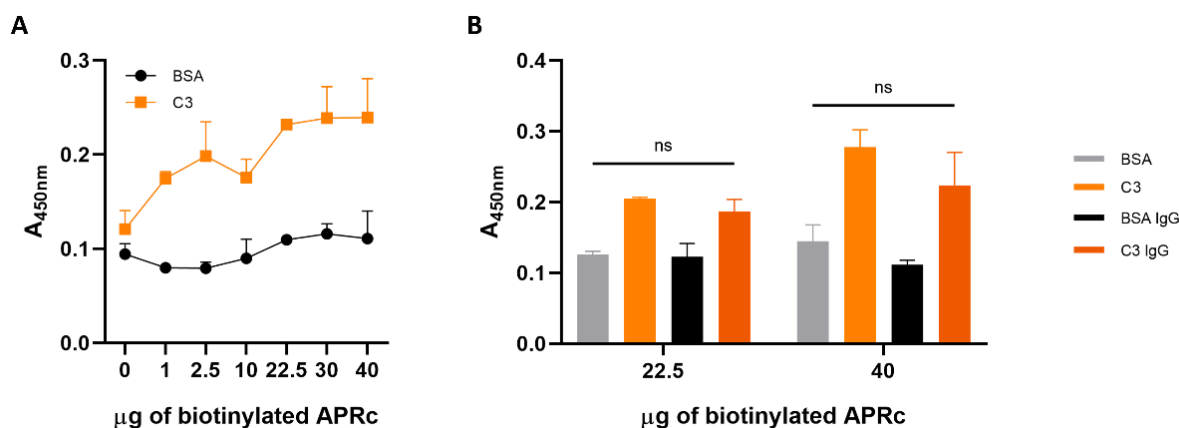 A
0.3
0.2
0.1
0.0
A450nm
BSA
C3
0 1 2.5 10 22.5 30 40
μg of biotinylated APRc
B
0.4
0.3
0.2
0.1
0.0
A450nm
ns
ns
22.5 40
μg of biotinylated APRc
BSA
C3
BSA IgG
C3 IgG